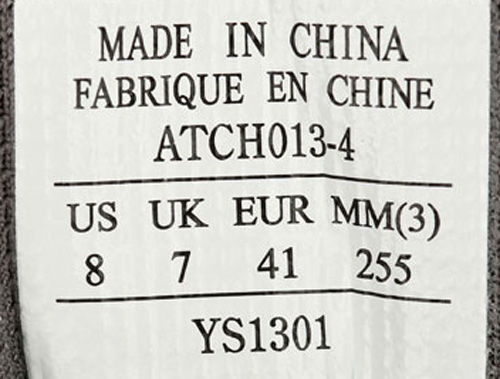 MADE IN CHINA
FABRIQUE EN CHINE
ATCH013-4
US UK EUR MM(3)
8 7 41 255
YS1301